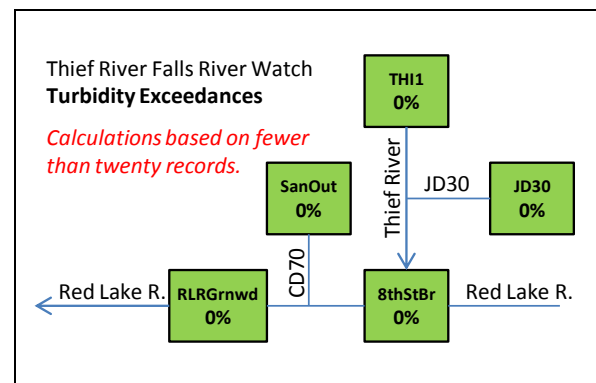 Thief River Falls River Watch
Turbidity Exceedances
Calculations based on fewer
than twenty records.
THI1
0%
Thief River
JD30
JD30
0%
SanOut
0%
CD70
Red Lake R.
RLRGrnwd
0%
8thStBr
0%
Red Lake R.